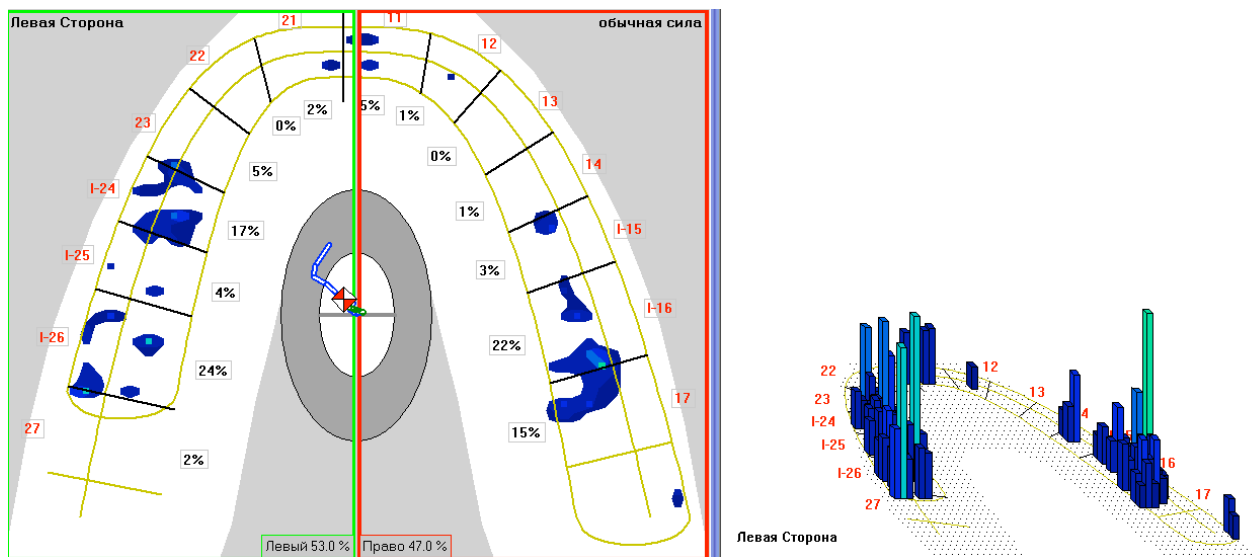 Левая Сторона
21
11
обычная сила
22
12
23
13
2%
5%
1%
0%
0%
14
5%
I-24
1%
I-15
17%
I-25
3%
4%
I-16
I-26
22%
24%
17
27
15%
2%
Левый 53.0 %
Право 47.0 %
22
12
23
13
I-24
I-25
16
I-26
17
27
Левая Сторона